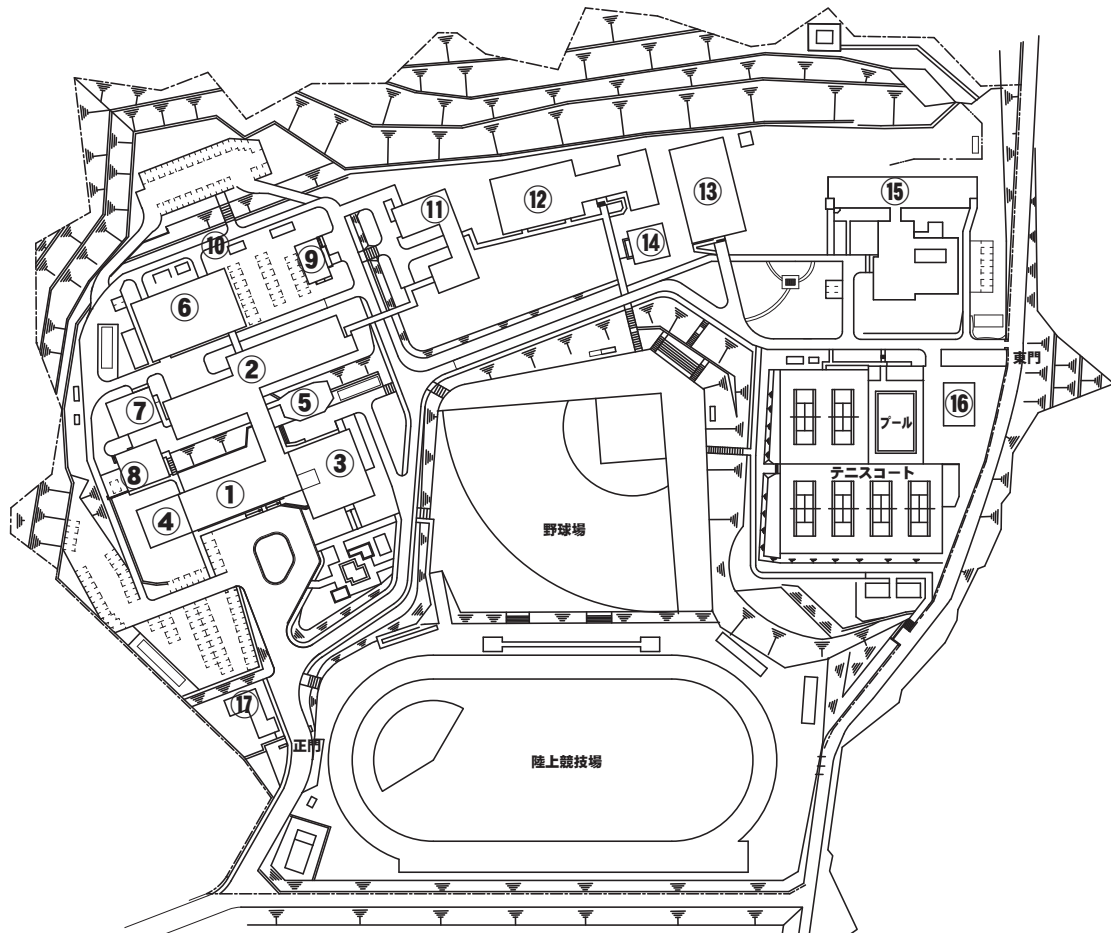 ⑮
⑬
⑫
⑪
⑭
⑩
⑨
⑥
②
東門
⑤
⑦
⑯
プール
③
⑧
テニスコート
①
④
野球場
⑰
正門
陸上競技場